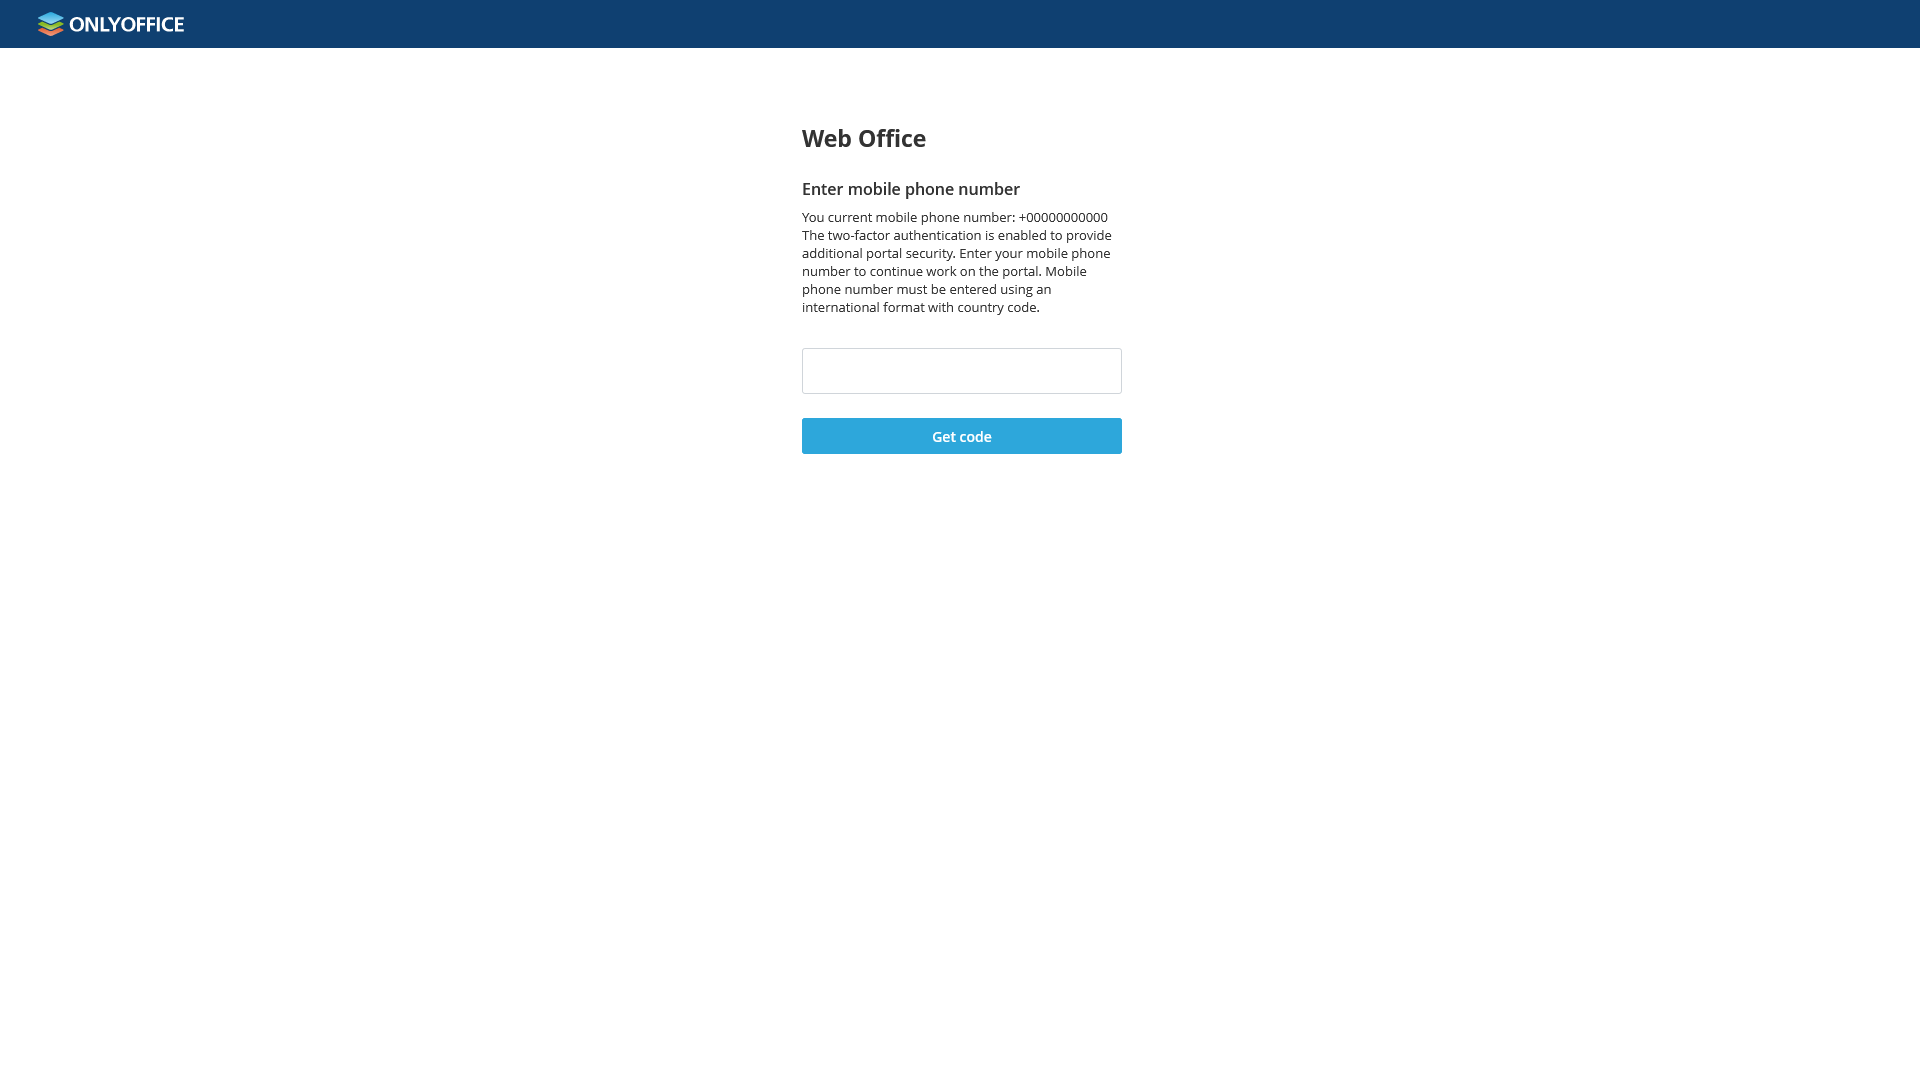 ONLYOFFICE
Web Office
Enter mobile phone number
You current mobile phone number: +00000000000
The two-factor authentication is enabled to provide
additional portal security. Enter your mobile phone
number to continue work on the portal. Mobile
phone number must be entered using an
international format with country code.
Get code